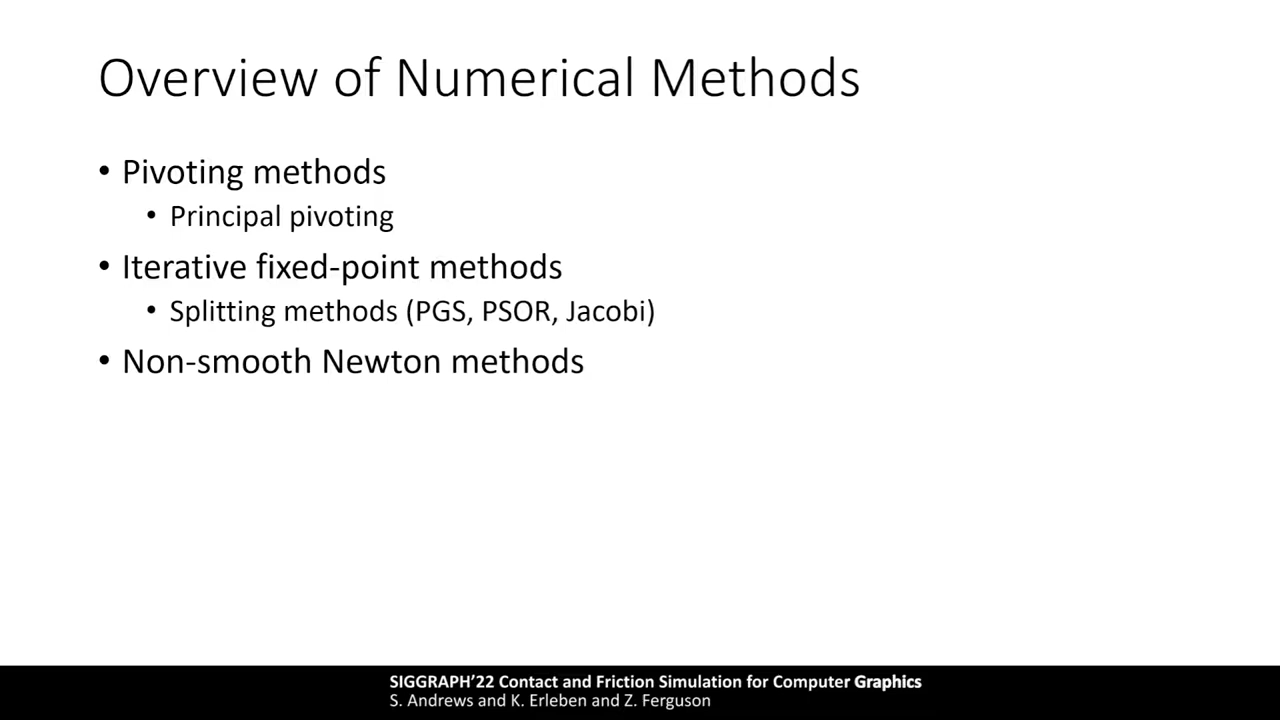 Overview of Numerical Methods
• Pivoting methods
• Principal pivoting
• Iterative fixed-point methods
• Splitting methods (PGS, PSOR, Jacobi)
• Non-smooth Newton methods
SIGGRAPH’22 Contact and Friction Simulation for Computer Graphics
S. Andrews and K. Erleben and Z. Ferguson